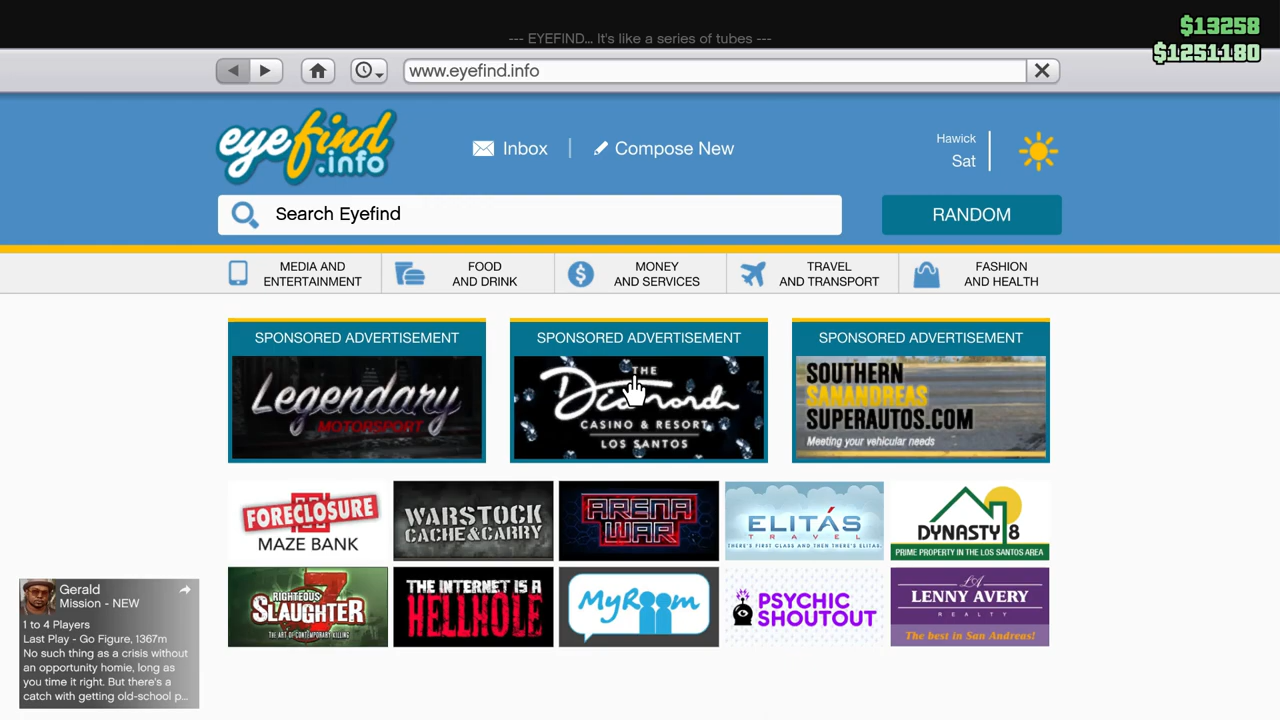 $13258
--- EYEFIND... It's like a series of tubes ---
$1251180
www.eyefind.info
eyefind
.info
Inbox
Compose New
Hawick
Sat
Search Eyefind
RANDOM
MEDIA AND
ENTERTAINMENT
FOOD
AND DRINK
MONEY
AND SERVICES
TRAVEL
AND TRANSPORT
FASHION
AND HEALTH
SPONSORED ADVERTISEMENT
Legendary
MOTORSPORT
SPONSORED ADVERTISEMENT
THE
Diamond
CASINO & RESORT
LOS SANTOS
SPONSORED ADVERTISEMENT
SOUTHERN
SANANDREAS
SUPERAUTOS.COM
Meeting your vehicular needs
FORECLOSURE
MAZE BANK
WARSTOCK
CACHE & CARRY
ARENA
WAR
ELITÁS
TRAVEL
THERE'S FIRST CLASS AND THEN THERE'S ELITAS.
DYNASTY 8
PRIME PROPERTY IN THE LOS SANTOS AREA
RIGHTEOUS
SLAUGHTER
7
THE ART OF CONTEMPORARY KILLING
THE INTERNET IS A
HELLHOLE
MyRoom
PSYCHIC
SHOUTOUT
LA
LENNY AVERY
REALTY
The best in San Andreas!
Gerald
Mission - NEW
1 to 4 Players
Last Play - Go Figure, 1367m
No such thing as a crisis without
an opportunity homie, long as
you time it right. But there's a
catch with getting old-school p...